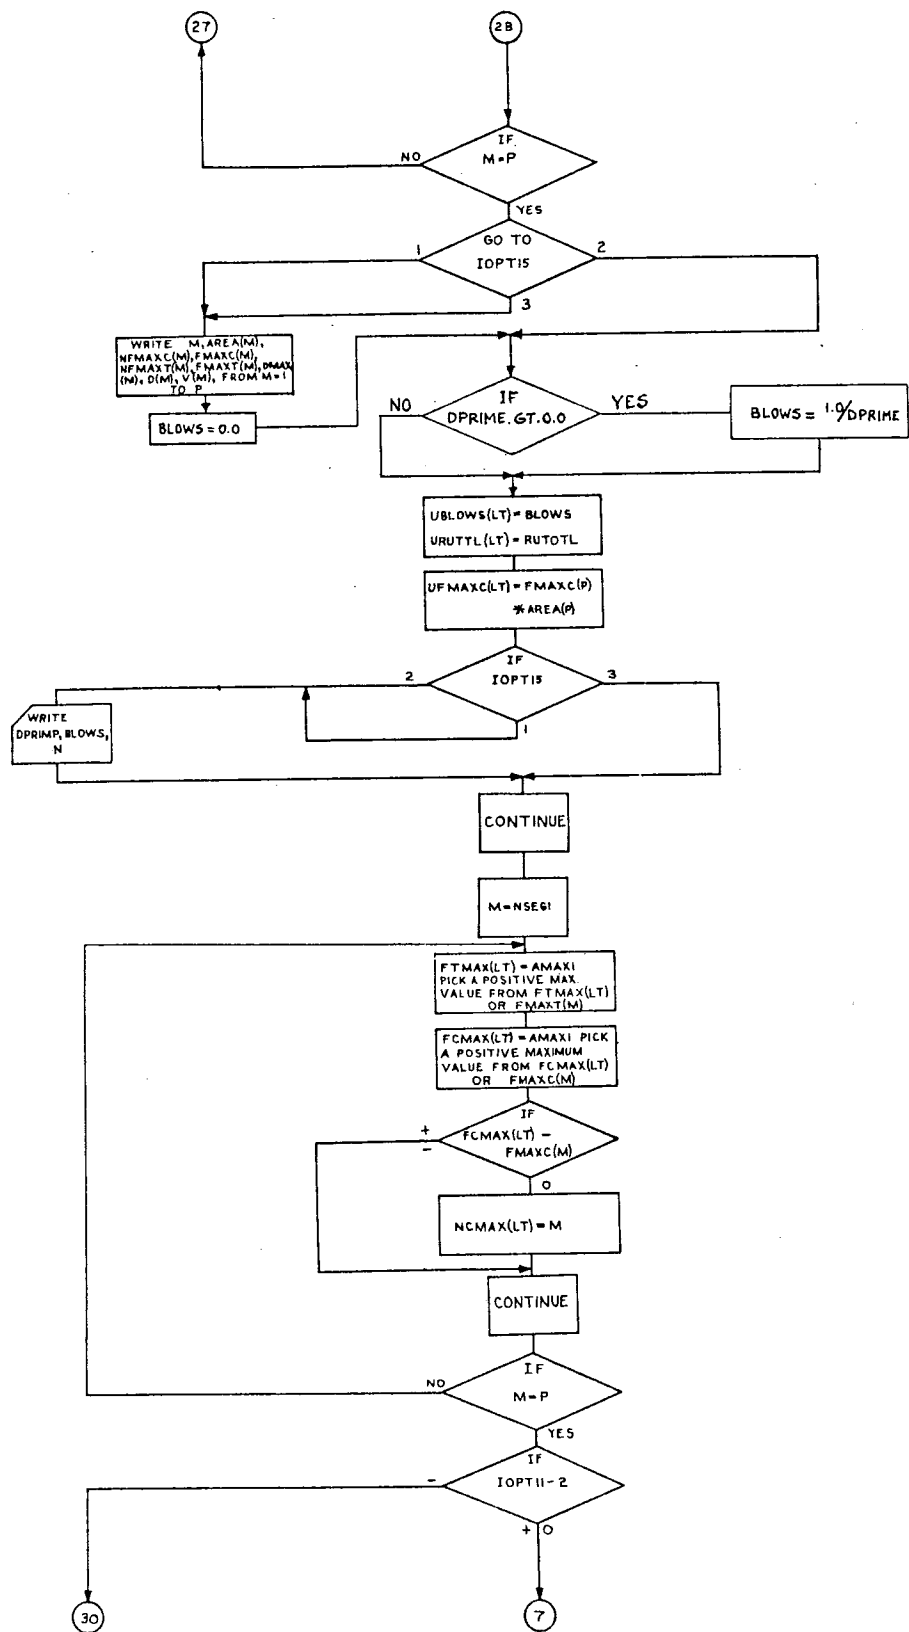 27
28
IF
M=P
NO
YES
GO TO
IOPT15
1
2
3
WRITE M, AREA(M),
NFMAXC(M), FMAXC(M),
NFMAXT(M), FMAXT(M), DMAX
(M), D(M), V(M), FROM M=1
TO P
BLOWS = 0.0
IF
DPRIME.GT.0.0
NO
YES
BLOWS = 1.0/DPRIME
UBLOWS(LT)= BLOWS
URUTTL(LT)= RUTOTL
UFMAXC(LT)= FMAXC(P)
*AREA(P)
IF
IOPT15
2
3
1
WRITE
DPRIMP, BLOWS,
N
CONTINUE
M=NSEG1
FTMAX(LT) = AMAX1
PICK A POSITIVE MAX.
VALUE FROM FTMAX(LT)
OR FMAXT(M)
FCMAX(LT)=AMAX1 PICK
A POSITIVE MAXIMUM
VALUE FROM FCMAX(LT)
OR FMAXC(M)
IF
FCMAX(LT) -
FMAXC(M)
+
-
0
NCMAX(LT)= M
CONTINUE
IF
M=P
NO
YES
IF
IOPT11-2
-
+ 0
30
7